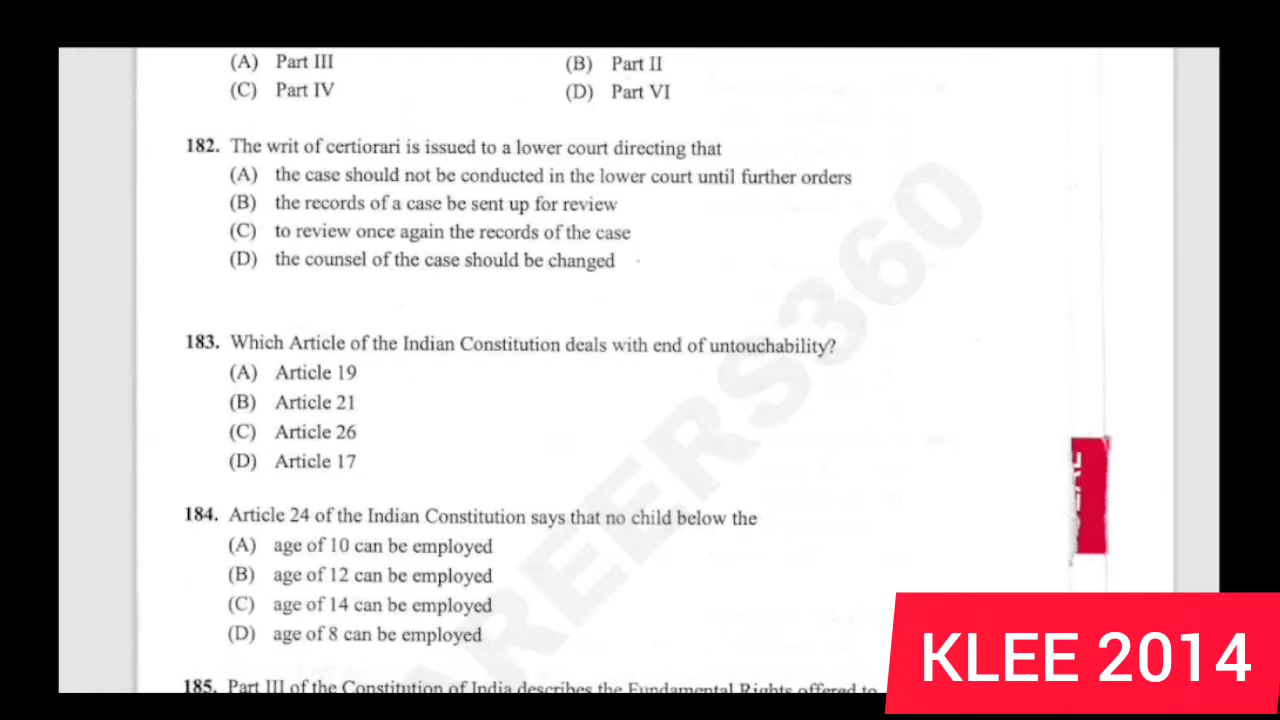 (A) Part III (B) Part II
(C) Part IV (D) Part VI
182. The writ of certiorari is issued to a lower court directing that
(A) the case should not be conducted in the lower court until further orders
(B) the records of a case be sent up for review
(C) to review once again the records of the case
(D) the counsel of the case should be changed
183. Which Article of the Indian Constitution deals with end of untouchability?
(A) Article 19
(B) Article 21
(C) Article 26
(D) Article 17
184. Article 24 of the Indian Constitution says that no child below the
(A) age of 10 can be employed
(B) age of 12 can be employed
(C) age of 14 can be employed
(D) age of 8 can be employed
185. Part III of the Constitution of India describes the Fundamental Rights offered to
AREERS360
KLEE 2014